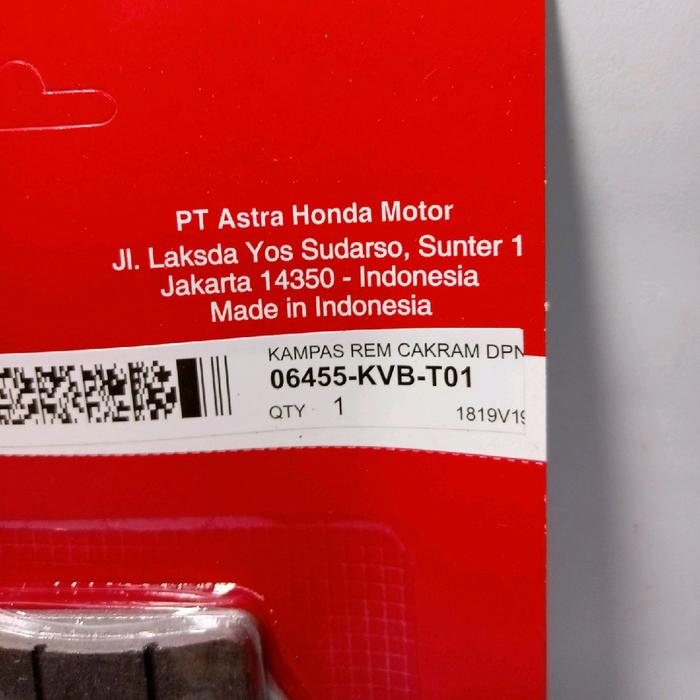 PT Astra Honda Motor
Jl. Laksda Yos Sudarso, Sunter 1
Jakarta 14350 - Indonesia
Made in Indonesia
KAMPAS REM CAKRAM DPN
06455-KVB-T01
QTY 1
1819V19